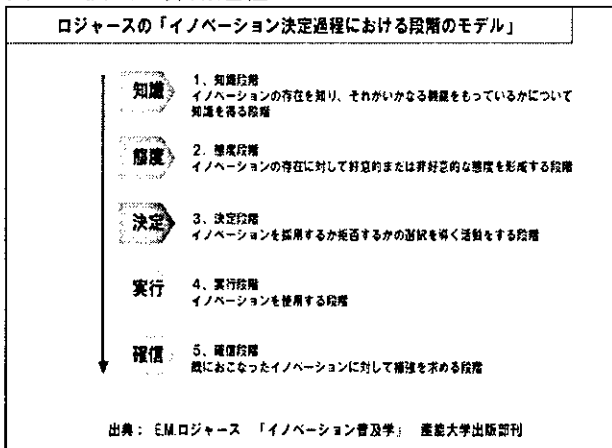 ロジャースの「イノベーション決定過程における段階のモデル」
知識
1、知識段階
イノベーションの存在を知り、それがいかなる機能をもっているかについて
知識を得る段階
態度
2、態度段階
イノベーションの存在に対して好意的または非好意的な態度を形成する段階
決定
3、決定段階
イノベーションを採用するか拒否するかの選択を導く活動をする段階
実行
4、実行段階
イノベーションを使用する段階
確信
5、確信段階
既におこなったイノベーションに対して補強を求める段階
出典： E.M.ロジャース 「イノベーション普及学」 産能大学出版部刊